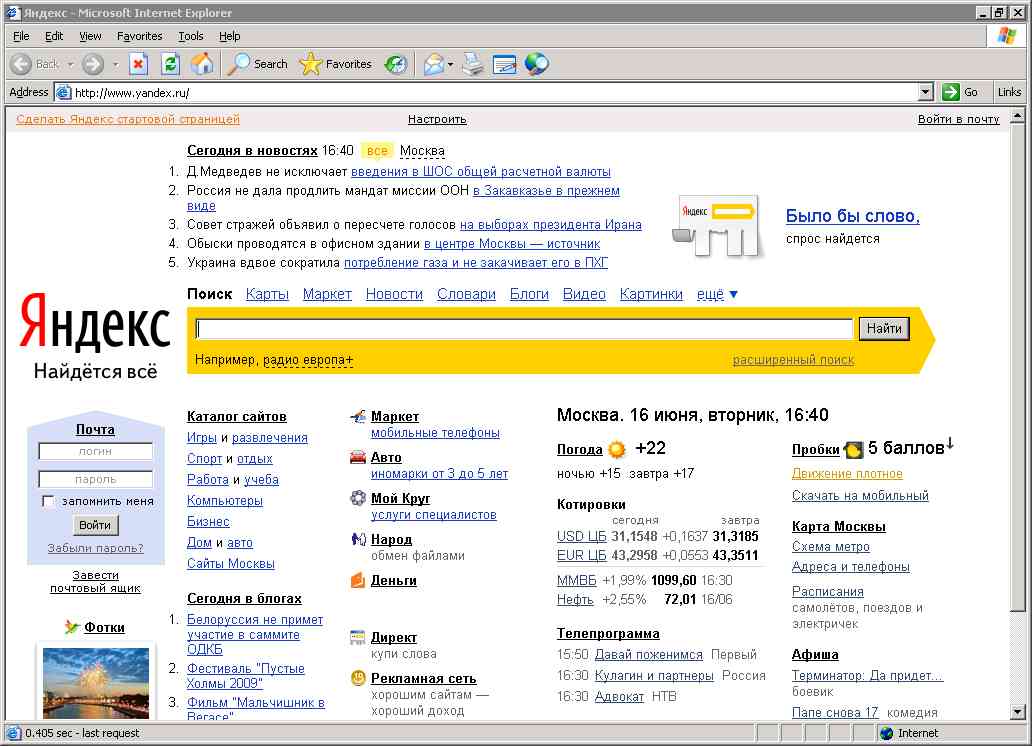 Яндекс - Microsoft Internet Explorer
File Edit View Favorites Tools Help
Back Search Favorites
Address http://www.yandex.ru/ Go Links
Сделать Яндекс стартовой страницей Настроить Войти в почту
Сегодня в новостях 16:40 все Москва
1. Д.Медведев не исключает введения в ШОС общей расчетной валюты
2. Россия не дала продлить мандат миссии ООН в Закавказье в прежнем
виде
3. Совет стражей объявил о пересчете голосов на выборах президента Ирана
4. Обыски проводятся в офисном здании в центре Москвы — источник
5. Украина вдвое сократила потребление газа и не закачивает его в ПХГ
Яндекс
Было бы слово,
спрос найдется
Поиск Карты Маркет Новости Словари Блоги Видео Картинки ещё ▼
Яндекс
Найдётся всё
Найти
Например, радио европа+ расширенный поиск
Почта
логин
пароль
запомнить меня
Войти
Забыли пароль?
Завести
почтовый ящик
Фотки
Каталог сайтов
Игры и развлечения
Спорт и отдых
Работа и учеба
Компьютеры
Бизнес
Дом и авто
Сайты Москвы
Сегодня в блогах
1. Белоруссия не примет
участие в саммите
ОДКБ
2. Фестиваль "Пустые
Холмы 2009"
3. Фильм "Мальчишник в
Вегасе"
Маркет
мобильные телефоны
Авто
иномарки от 3 до 5 лет
Мой Круг
услуги специалистов
Народ
обмен файлами
Деньги
Директ
купи слова
Рекламная сеть
хорошим сайтам —
хороший доход
Москва. 16 июня, вторник, 16:40
Погода +22
ночью +15 завтра +17
Котировки
сегодня завтра
USD ЦБ 31,1548 +0,1637 31,3185
EUR ЦБ 43,2958 +0,0553 43,3511
ММВБ +1,99% 1099,60 16:30
Нефть +2,55% 72,01 16/06
Телепрограмма
15:50 Давай поженимся Первый
16:30 Кулагин и партнеры Россия
16:30 Адвокат НТВ
Пробки 5 баллов↓
Движение плотное
Скачать на мобильный
Карта Москвы
Схема метро
Адреса и телефоны
Расписания
самолётов, поездов и
электричек
Афиша
Терминатор: Да придет...
боевик
Папе снова 17 комедия
0.405 sec - last request Internet